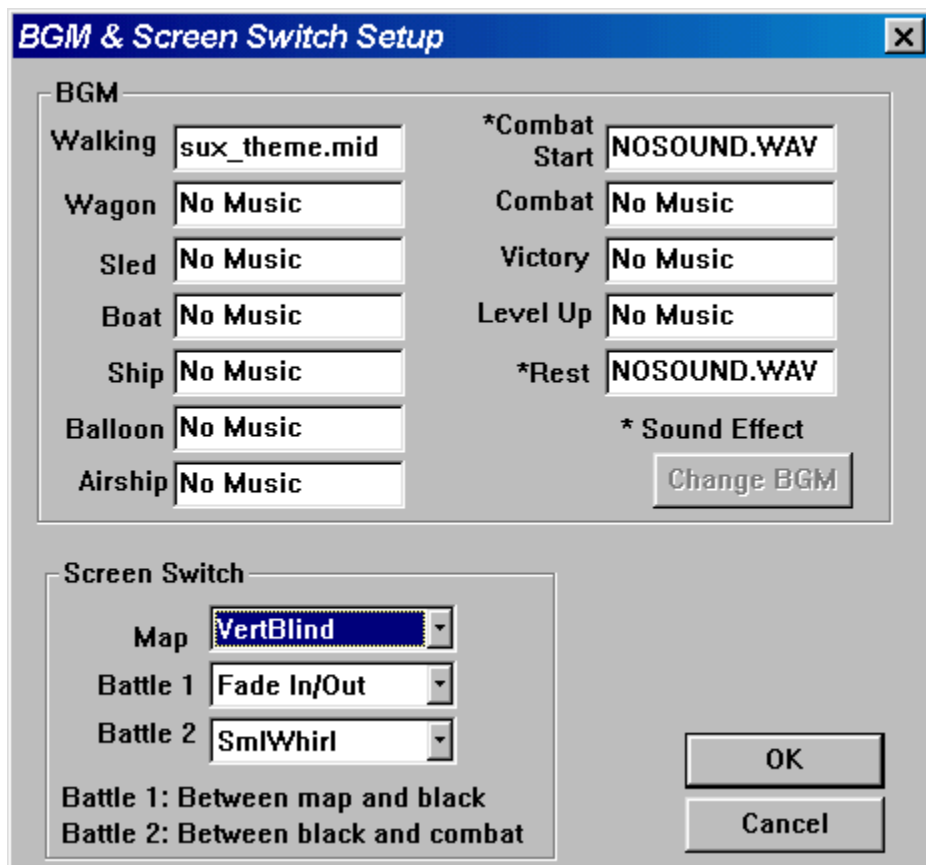 BGM & Screen Switch Setup
BGM
Walking sux_theme.mid
Wagon No Music
Sled No Music
Boat No Music
Ship No Music
Balloon No Music
Airship No Music
*Combat
Start NOSOUND.WAV
Combat No Music
Victory No Music
Level Up No Music
*Rest NOSOUND.WAV
* Sound Effect
Change BGM
Screen Switch
Map VertBlind
Battle 1 Fade In/Out
Battle 2 SmlWhirl
Battle 1: Between map and black
Battle 2: Between black and combat
OK
Cancel